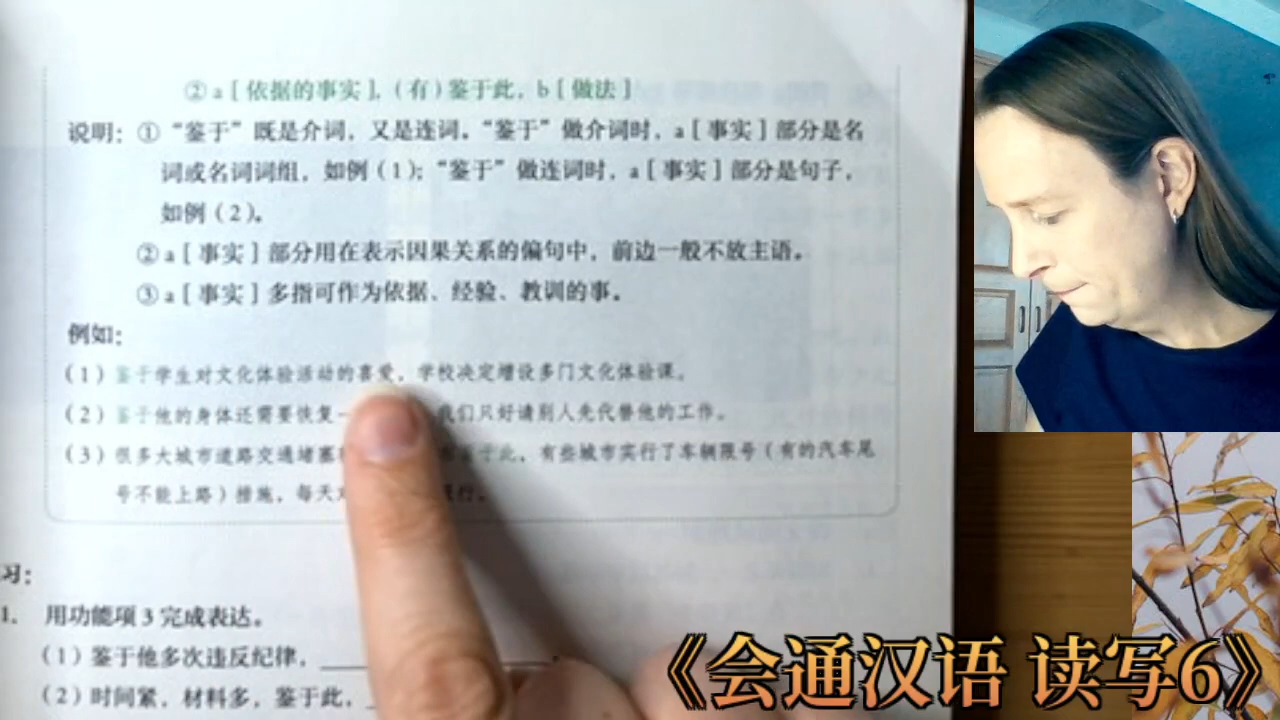 ② a［依据的事实］，（有）鉴于此，b［做法］
说明：①“鉴于”既是介词，又是连词。“鉴于”做介词时，a［事实］部分是名
词或名词词组，如例（1）；“鉴于”做连词时，a［事实］部分是句子，
如例（2）。
② a［事实］部分用在表示因果关系的偏句中，前边一般不放主语。
③ a［事实］多指可作为依据、经验、教训的事。
例如：
（1）鉴于学生对文化体验活动的喜爱，学校决定增设多门文化体验课。
（2）鉴于他的身体还需要恢复一 我们只好请别人先代替他的工作。
（3）很多大城市道路交通堵塞 鉴于此，有些城市实行了车辆限号（有的汽车尾
号不能上路）措施，每天 限行。
习：
1. 用功能项 3 完成表达。
（1）鉴于他多次违反纪律，
（2）时间紧，材料多，鉴于此，
《会通汉语 读写6》